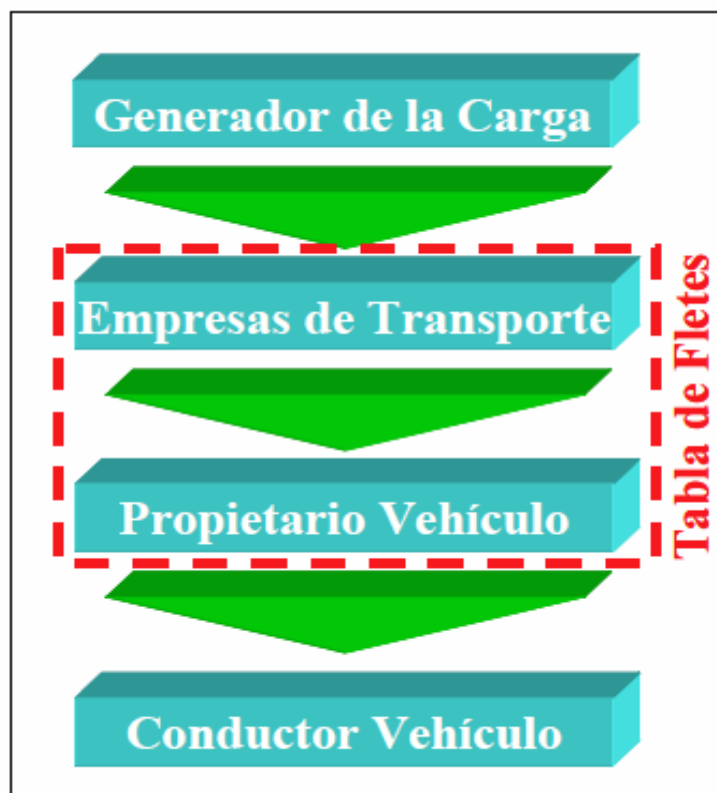 Generador de la Carga
Empresas de Transporte
Propietario Vehículo
Conductor Vehículo
Tabla de Fletes